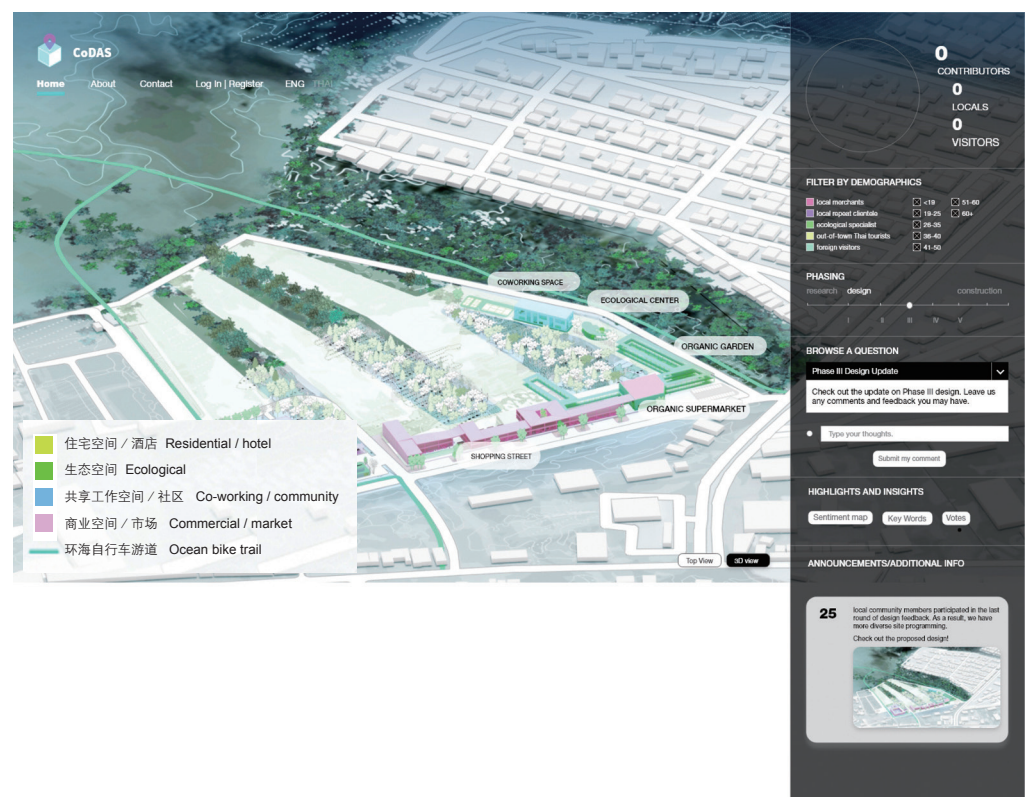 CoDAS
Home About Contact Log In | Register ENG THAI
COWORKING SPACE
ECOLOGICAL CENTER
ORGANIC GARDEN
ORGANIC SUPERMARKET
SHOPPING STREET
住宅空间 / 酒店 Residential / hotel
生态空间 Ecological
共享工作空间 / 社区 Co-working / community
商业空间 / 市场 Commercial / market
环海自行车游道 Ocean bike trail
Top View 3D view
0
CONTRIBUTORS
0
LOCALS
0
VISITORS
FILTER BY DEMOGRAPHICS
local merchants <19 51-60
local repeat clientele 19-25 60+
ecological specialist 26-35
out-of-town Thai tourists 36-40
foreign visitors 41-50
PHASING
research design construction
I II III IV V
BROWSE A QUESTION
Phase III Design Update
Check out the update on Phase III design. Leave us
any comments and feedback you may have.
Type your thoughts.
Submit my comment
HIGHLIGHTS AND INSIGHTS
Sentiment map Key Words Votes
ANNOUNCEMENTS/ADDITIONAL INFO
25 local community members participated in the last
round of design feedback. As a result, we have
more diverse site programming.
Check out the proposed design!